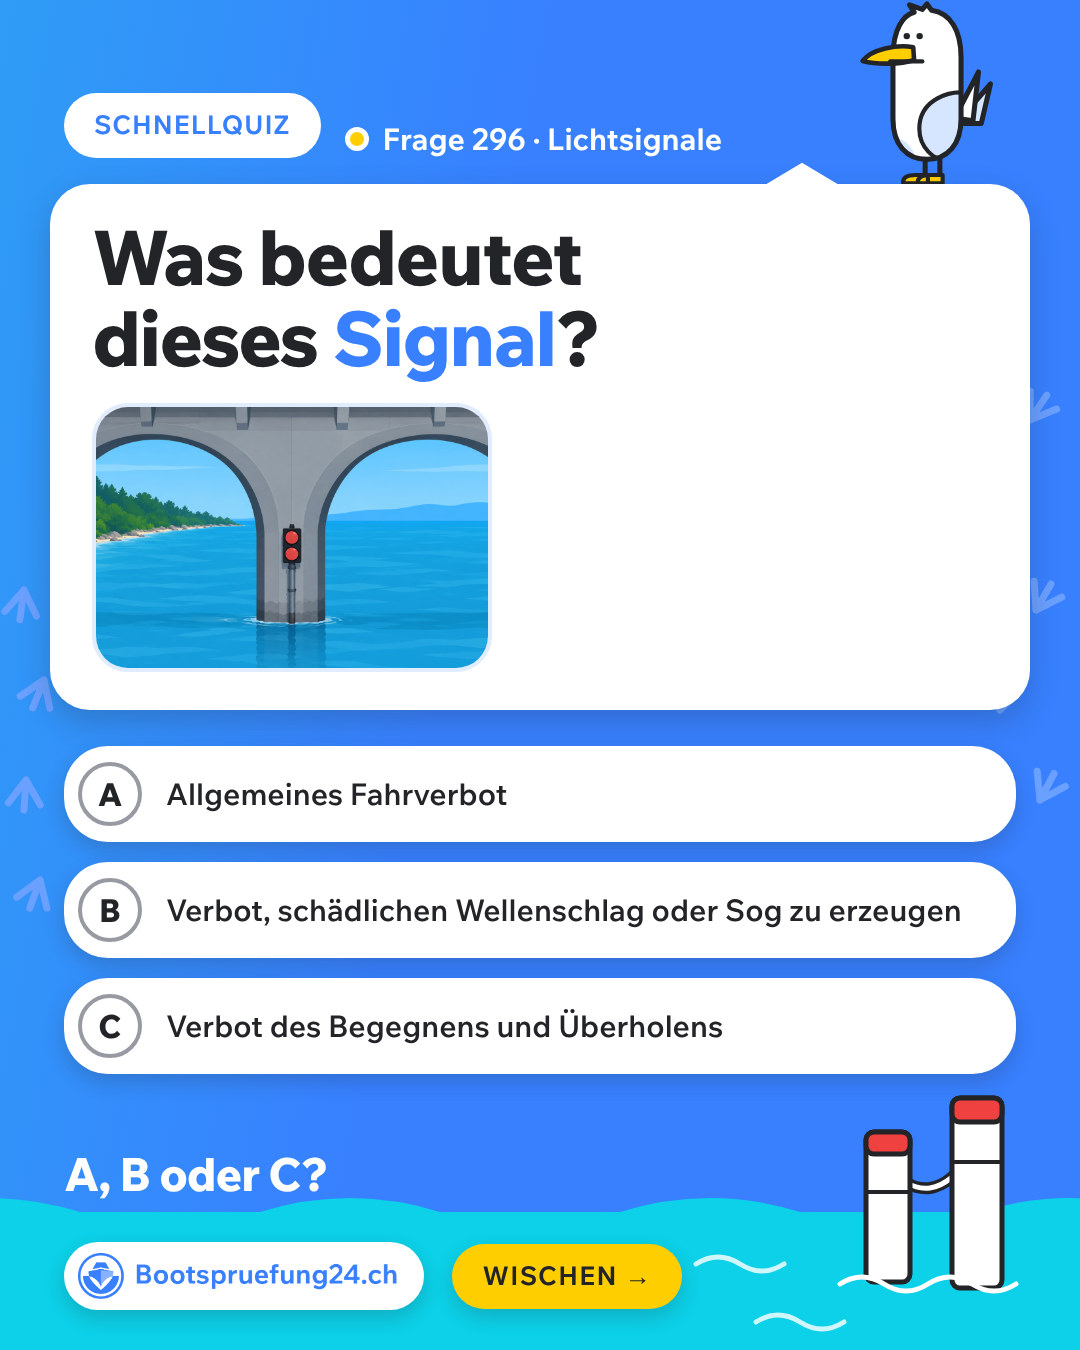 SCHNELLQUIZ
Frage 296 · Lichtsignale
Was bedeutet
dieses Signal?
A Allgemeines Fahrverbot
B Verbot, schädlichen Wellenschlag oder Sog zu erzeugen
C Verbot des Begegnens und Überholens
A, B oder C?
Bootspruefung24.ch
WISCHEN →